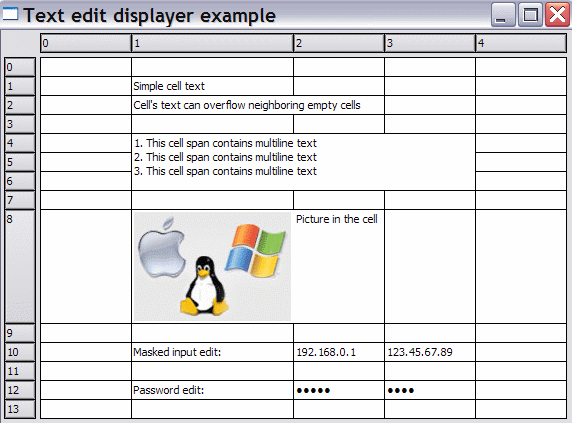 Text edit displayer example
0 1 2 3 4
0
1 Simple cell text
2 Cell's text can overflow neighboring empty cells
3
4 1. This cell span contains multiline text
5 2. This cell span contains multiline text
6 3. This cell span contains multiline text
7
8 Picture in the cell
9
10 Masked input edit: 192.168.0.1 123.45.67.89
11
12 Password edit: ●●●●● ●●●●
13